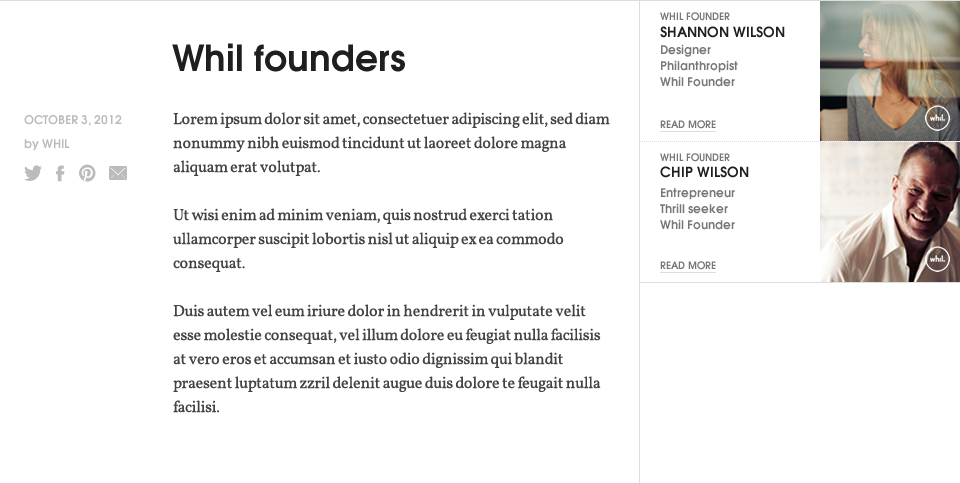 Whil founders
OCTOBER 3, 2012
by WHIL
Lorem ipsum dolor sit amet, consectetuer adipiscing elit, sed diam
nonummy nibh euismod tincidunt ut laoreet dolore magna
aliquam erat volutpat.
Ut wisi enim ad minim veniam, quis nostrud exerci tation
ullamcorper suscipit lobortis nisl ut aliquip ex ea commodo
consequat.
Duis autem vel eum iriure dolor in hendrerit in vulputate velit
esse molestie consequat, vel illum dolore eu feugiat nulla facilisis
at vero eros et accumsan et iusto odio dignissim qui blandit
praesent luptatum zzril delenit augue duis dolore te feugait nulla
facilisi.
WHIL FOUNDER
SHANNON WILSON
Designer
Philanthropist
Whil Founder
READ MORE
whil.
WHIL FOUNDER
CHIP WILSON
Entrepreneur
Thrill seeker
Whil Founder
READ MORE
whil.